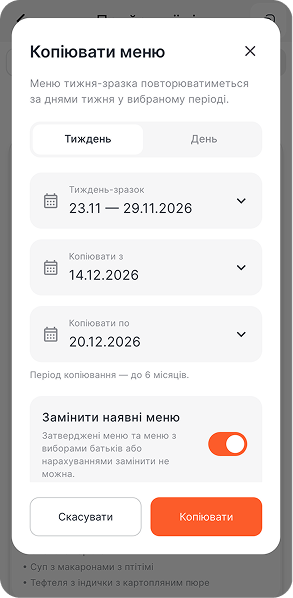 Копіювати меню
Меню тижня-зразка повторюватиметься
за днями тижня у вибраному періоді.
Тиждень
День
Тиждень-зразок
23.11 — 29.11.2026
Копіювати з
14.12.2026
Копіювати по
20.12.2026
Період копіювання — до 6 місяців.
Замінити наявні меню
Затверджені меню та меню з
виборами батьків або
нарахуваннями замінити не
можна.
Скасувати
Копіювати
• Суп з макаронами з птітімі
• Тефтеля з індички з картопляним пюре